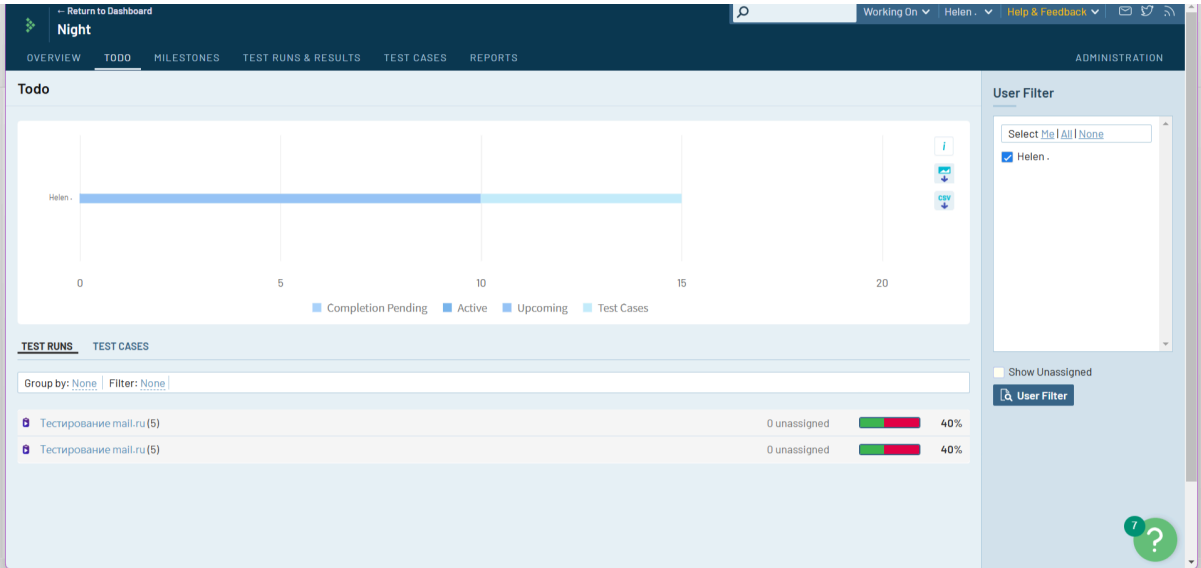 ← Return to Dashboard
Working On
Helen .
Help & Feedback
Night
OVERVIEW TODO MILESTONES TEST RUNS & RESULTS TEST CASES REPORTS ADMINISTRATION
Todo
User Filter
Select Me | All | None
Helen .
i
CSV
Helen .
0 5 10 15 20
Completion Pending Active Upcoming Test Cases
TEST RUNS TEST CASES
Show Unassigned
Group by: None Filter: None
User Filter
Тестирование mail.ru (5) 0 unassigned 40%
Тестирование mail.ru (5) 0 unassigned 40%
7
?